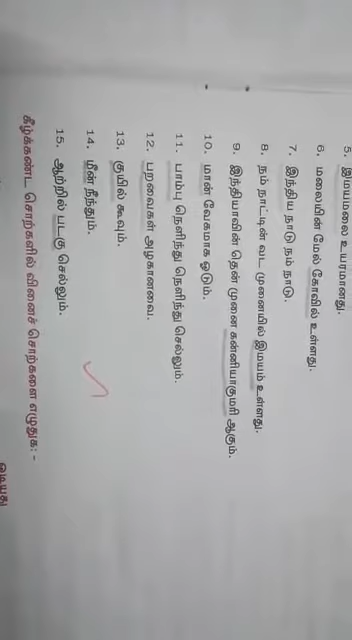 5. இமயமலை உயரமானது.
6. மலையின் மேல் கோவில் உள்ளது.
7. இந்திய நாடு நம் நாடு.
8. நம் நாட்டின் வட முனையில் இமயம் உள்ளது.
9. இந்தியாவின் தென் முனை கன்னியாகுமரி ஆகும்.
10. மான் வேகமாக ஓடும்.
11. பாம்பு நெளிந்து நெளிந்து செல்லும்.
12. பறவைகள் அழகானவை.
13. குயில் கூவும்.
14. மீன் நீந்தும்.
15. ஆற்றில் படகு செல்லும்.
கீழ்க்கண்ட சொற்களில் வினைச் சொற்களை எழுதுக: -
ஓடியது